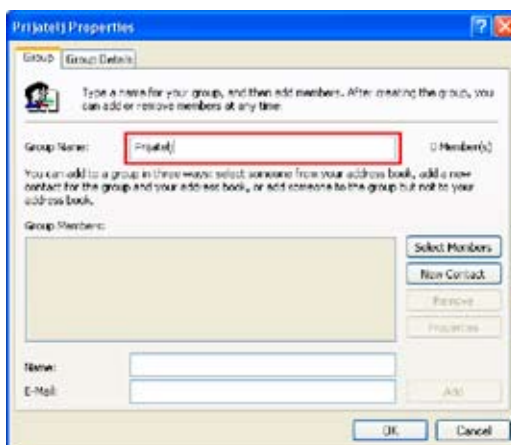 Prijatelj Properties
Group
Group Details
Type a name for your group, and then add members. After creating the group, you
can add or remove members at any time.
Group Name:
Prijatelj
0 Member(s)
You can add to a group in three ways: select someone from your address book, add a new
contact for the group and your address book, or add someone to the group but not to your
address book.
Group Members:
Select Members
New Contact
Remove
Properties
Name:
E-Mail:
Add
OK
Cancel